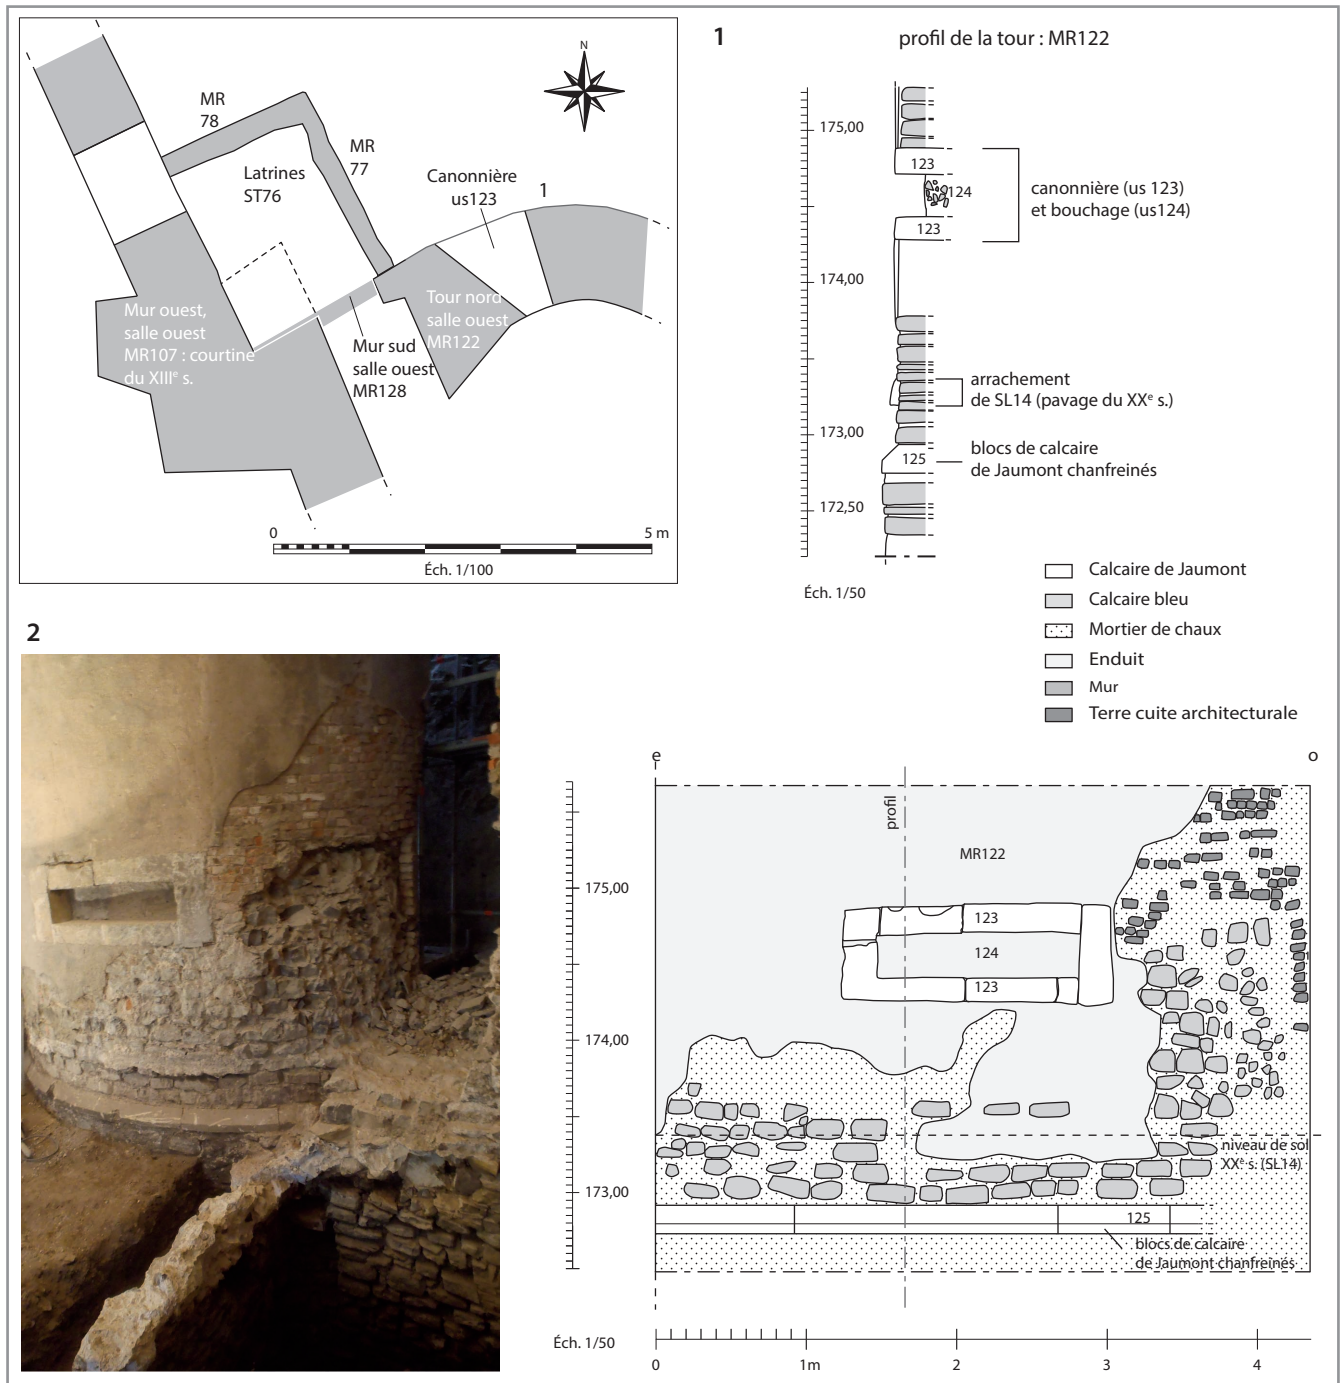 N
MR
78
MR
77
Latrines
ST76
Canonnière
us123
1
Mur ouest,
salle ouest
MR107 : courtine
du XIIIe s.
Tour nord
salle ouest
MR122
Mur sud
salle ouest
MR128
0
5 m
Éch. 1/100
1
profil de la tour : MR122
175,00
174,00
173,00
172,50
123
124
123
125
canonnière (us 123)
et bouchage (us124)
arrachement
de SL14 (pavage du XXe s.)
blocs de calcaire
de Jaumont chanfreinés
Éch. 1/50
Calcaire de Jaumont
Calcaire bleu
Mortier de chaux
Enduit
Mur
Terre cuite architecturale
2
e
o
profil
MR122
175,00
174,00
173,00
123
124
123
niveau de sol
XXe s. (SL14)
125
blocs de calcaire
de Jaumont chanfreinés
Éch. 1/50
0
1m
2
3
4